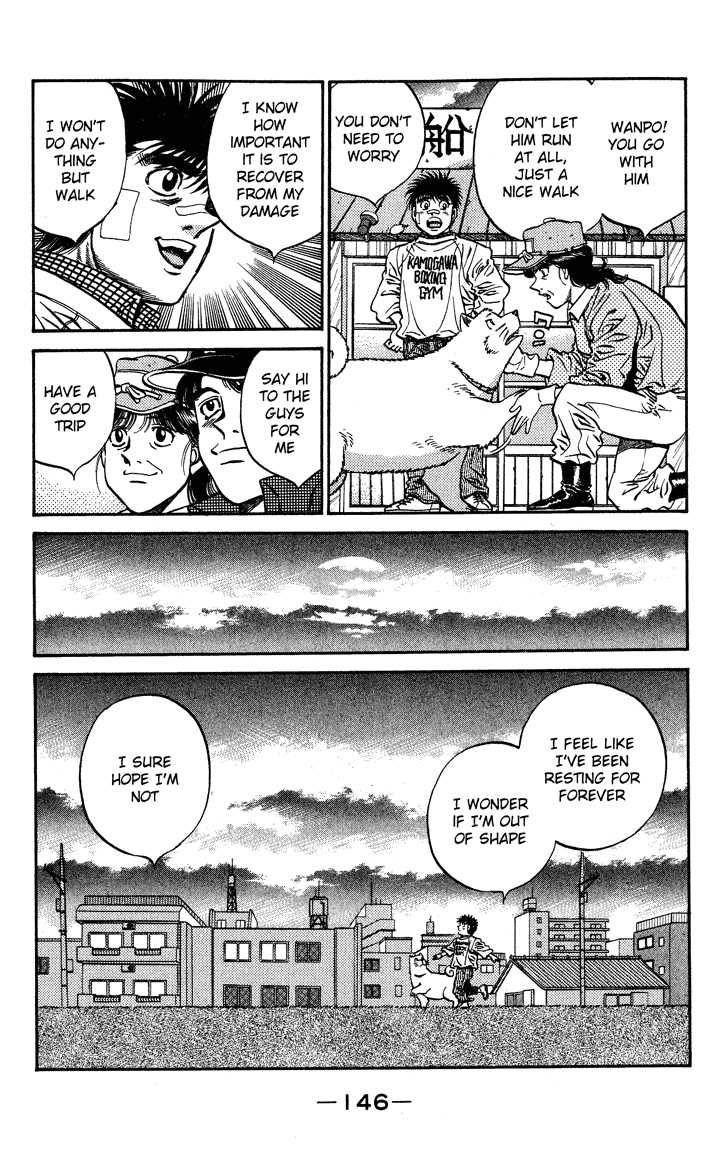 WANPO!
YOU GO
WITH
HIM
DON'T LET
HIM RUN
AT ALL,
JUST A
NICE WALK
YOU DON'T
NEED TO
WORRY
船
KAMOGAWA
BOXING
GYM
I KNOW
HOW
IMPORTANT
IT IS TO
RECOVER
FROM MY
DAMAGE
I WON'T
DO ANY-
THING
BUT
WALK
SAY HI
TO THE
GUYS
FOR
ME
HAVE A
GOOD
TRIP
I FEEL LIKE
I'VE BEEN
RESTING FOR
FOREVER
I WONDER
IF I'M OUT
OF SHAPE
I SURE
HOPE I'M
NOT
—146—